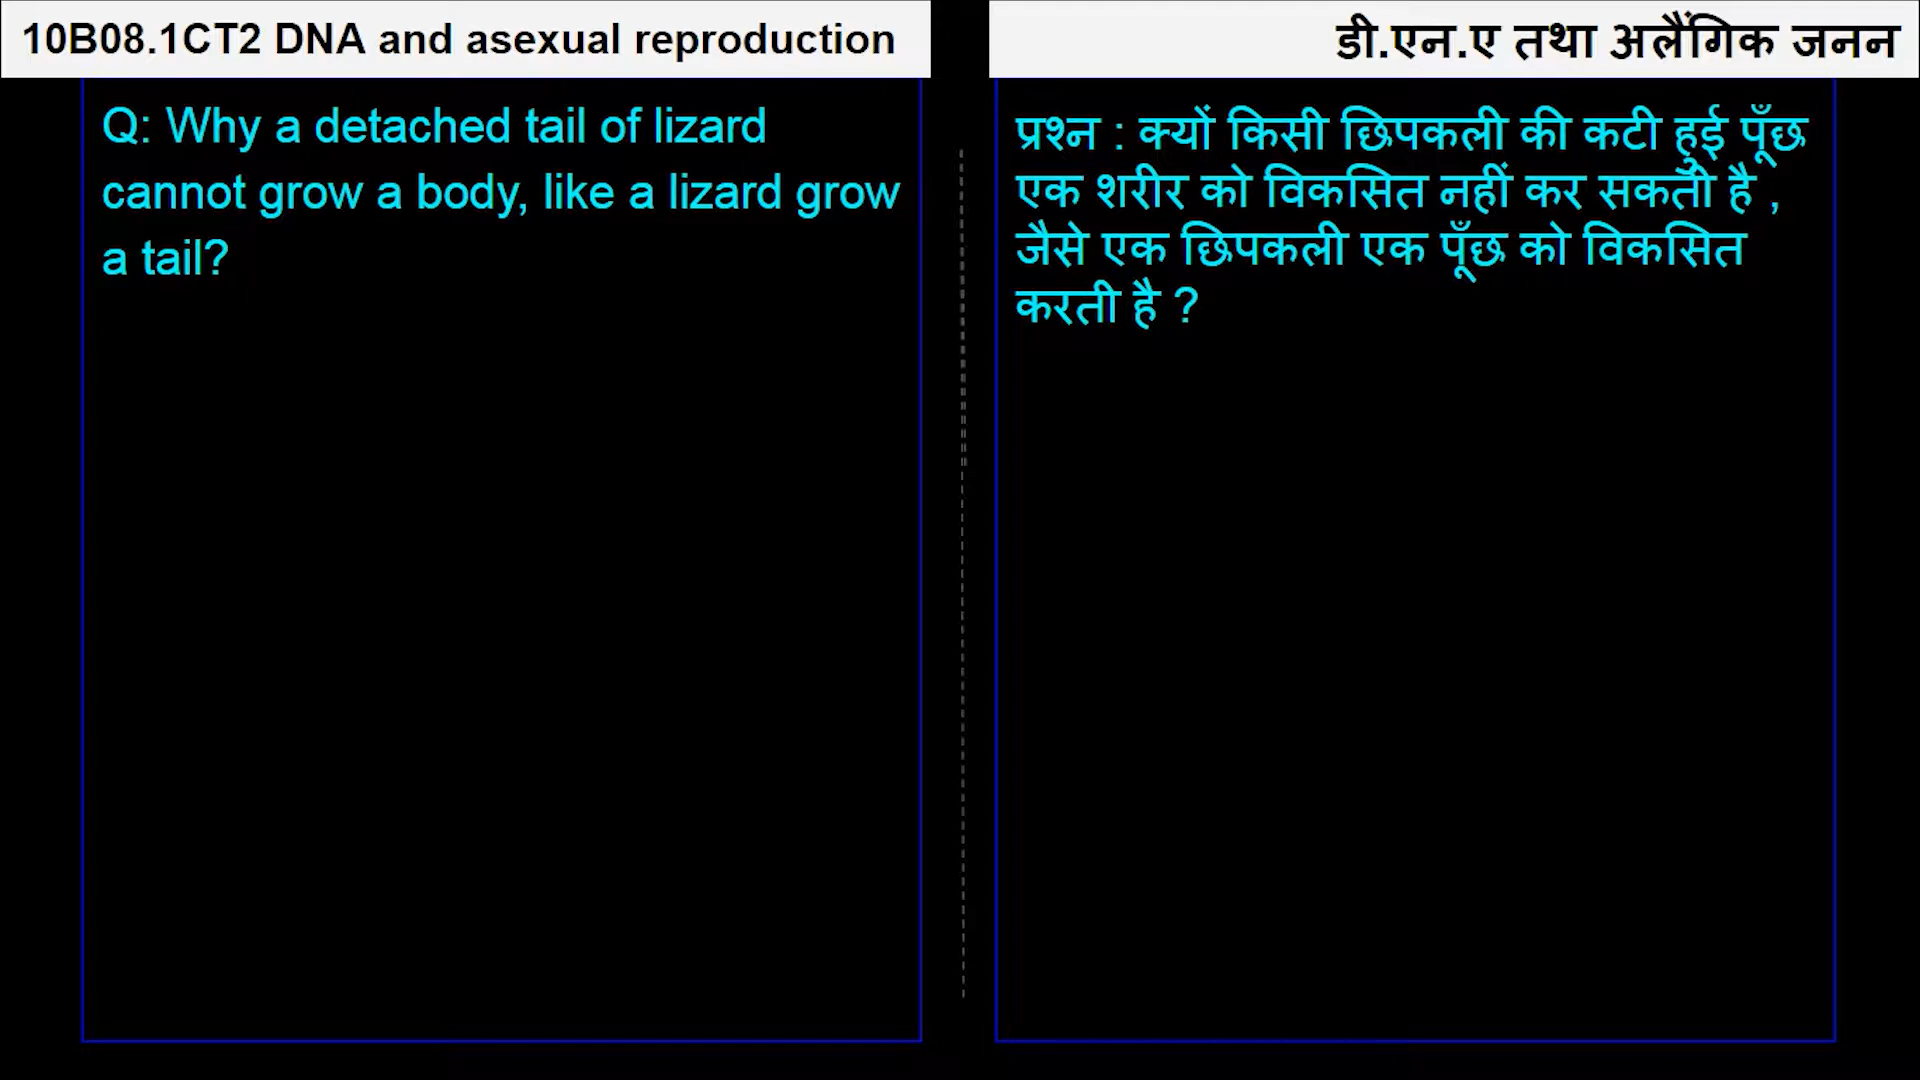 10B08.1CT2 DNA and asexual reproduction
डी.एन.ए तथा अलैंगिक जनन
Q: Why a detached tail of lizard
cannot grow a body, like a lizard grow
a tail?
प्रश्न : क्यों किसी छिपकली की कटी हुई पूँछ
एक शरीर को विकसित नहीं कर सकती है ,
जैसे एक छिपकली एक पूँछ को विकसित
करती है ?